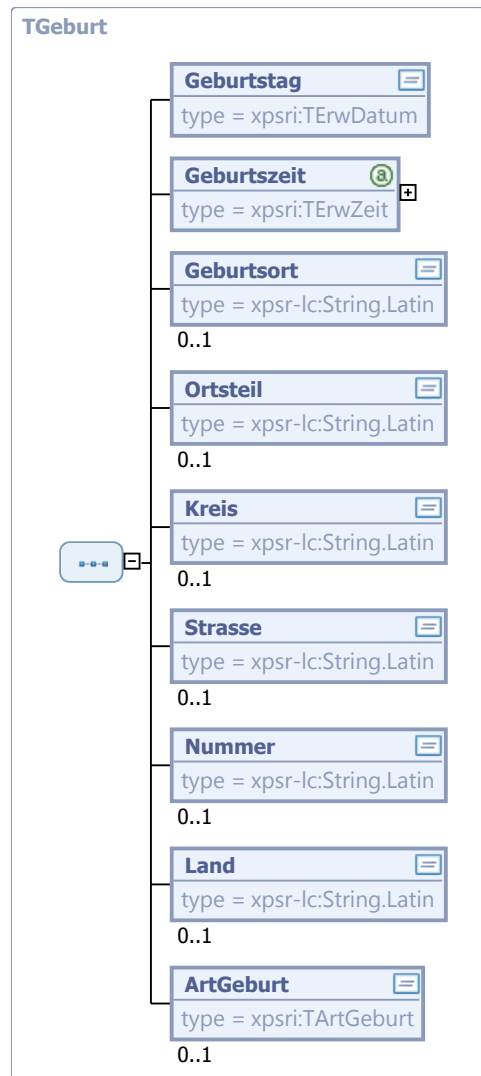 TGeburt
Geburtstag
type = xpsri:TErwDatum
Geburtszeit
type = xpsri:TErwZeit
Geburtsort
type = xpsr-lc:String.Latin
0..1
Ortsteil
type = xpsr-lc:String.Latin
0..1
Kreis
type = xpsr-lc:String.Latin
0..1
Strasse
type = xpsr-lc:String.Latin
0..1
Nummer
type = xpsr-lc:String.Latin
0..1
Land
type = xpsr-lc:String.Latin
0..1
ArtGeburt
type = xpsri:TArtGeburt
0..1